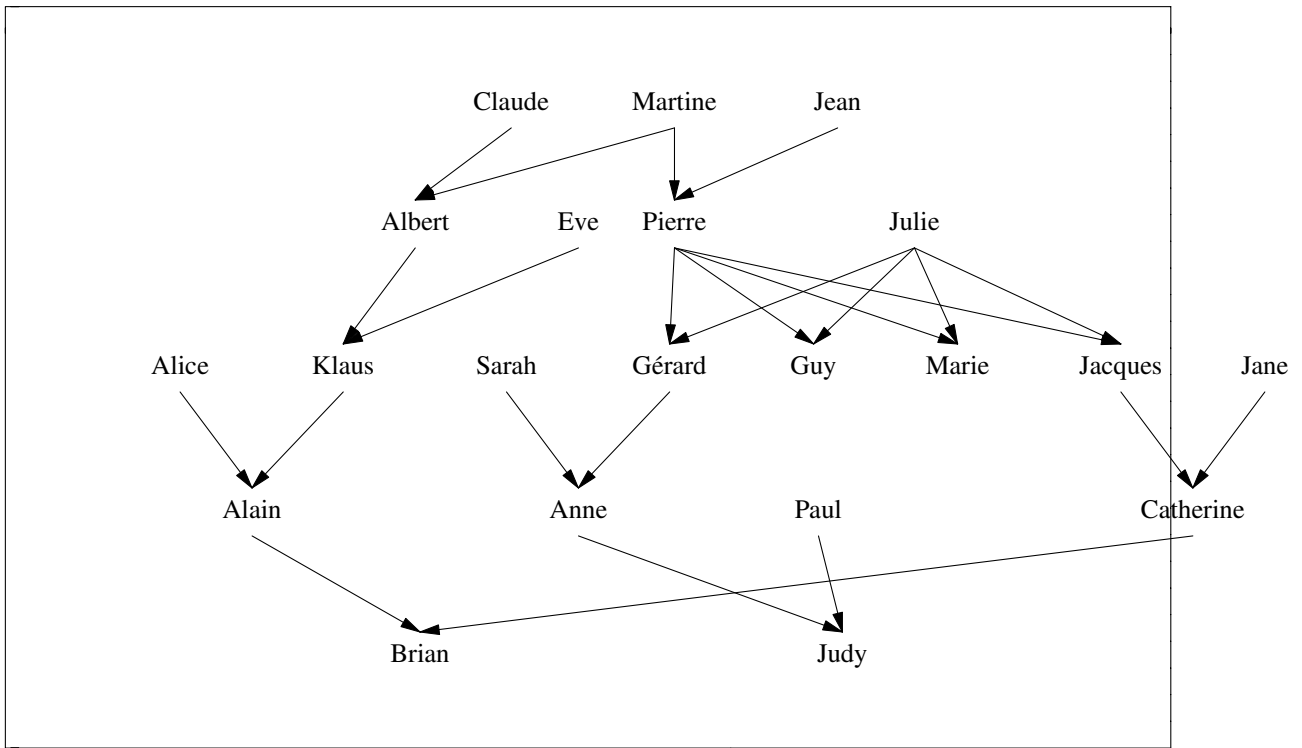 Claude Martine Jean
Albert Eve Pierre Julie
Alice Klaus Sarah Gérard Guy Marie Jacques Jane
Alain Anne Paul Catherine
Brian Judy